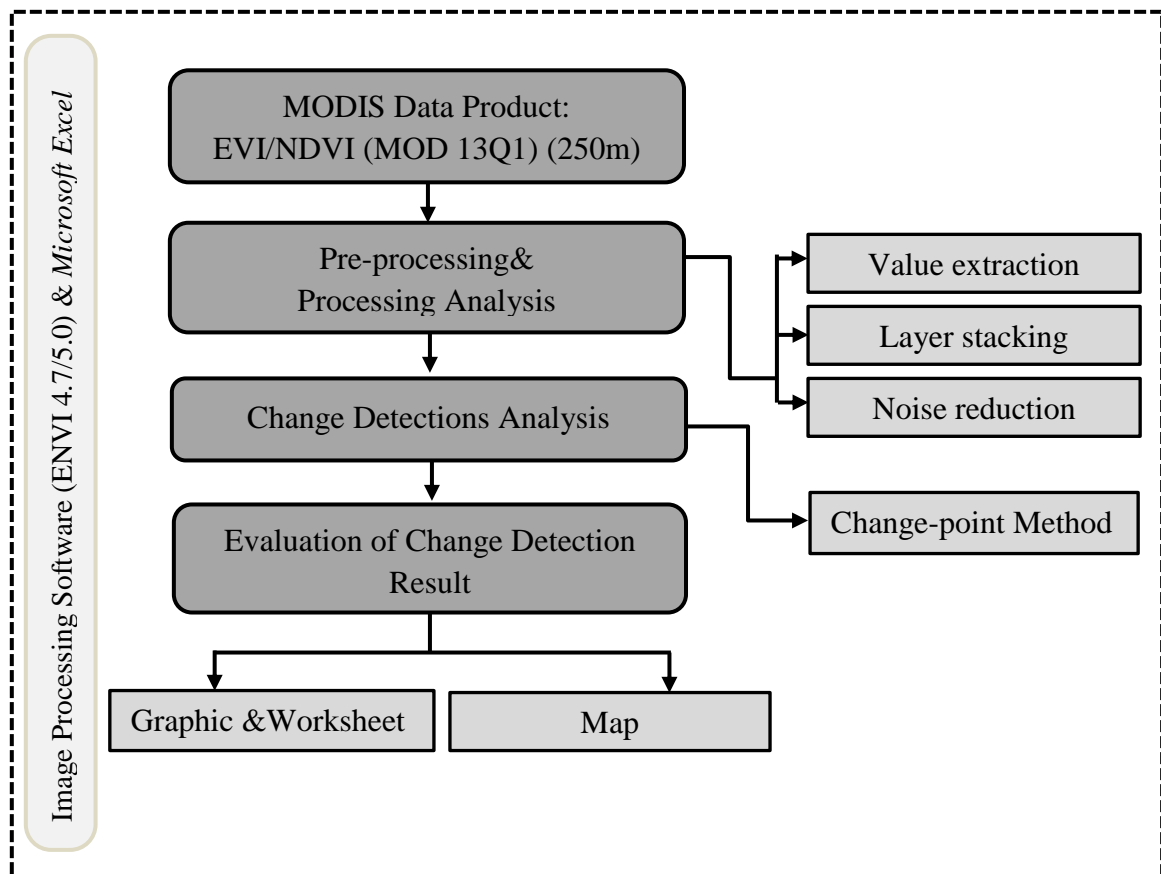 Image Processing Software (ENVI 4.7/5.0) & Microsoft Excel
MODIS Data Product:
EVI/NDVI (MOD 13Q1) (250m)
Pre-processing&
Processing Analysis
Value extraction
Layer stacking
Noise reduction
Change Detections Analysis
Change-point Method
Evaluation of Change Detection
Result
Graphic &Worksheet
Map